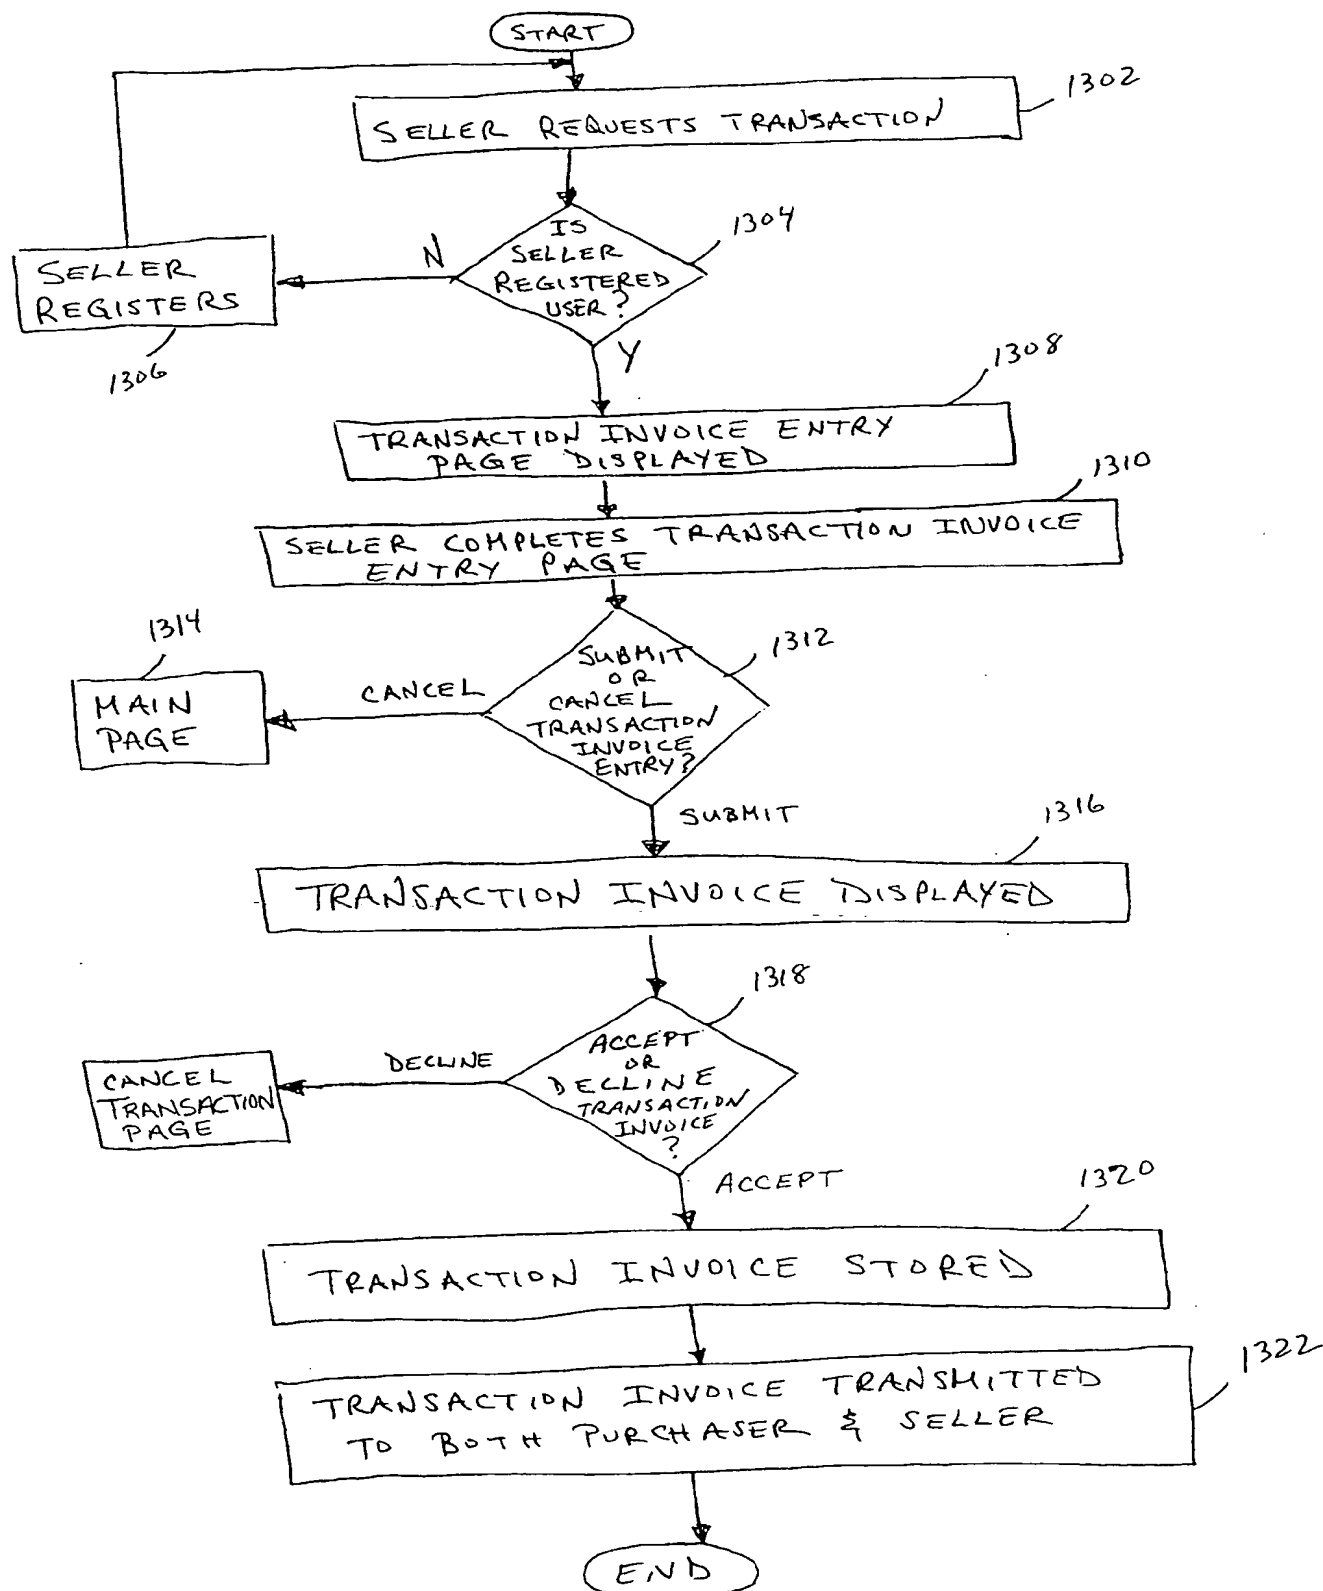 START
1302
SELLER REQUESTS TRANSACTION
1304
IS
SELLER
REGISTERED
USER?
N
SELLER
REGISTERS
1306
Y
1308
TRANSACTION INVOICE ENTRY
PAGE DISPLAYED
1310
SELLER COMPLETES TRANSACTION INVOICE
ENTRY PAGE
1312
SUBMIT
OR
CANCEL
TRANSACTION
INVOICE
ENTRY?
CANCEL
1314
MAIN
PAGE
SUBMIT
1316
TRANSACTION INVOICE DISPLAYED
1318
ACCEPT
OR
DECLINE
TRANSACTION
INVOICE
?
DECLINE
CANCEL
TRANSACTION
PAGE
ACCEPT
1320
TRANSACTION INVOICE STORED
1322
TRANSACTION INVOICE TRANSMITTED
TO BOTH PURCHASER & SELLER
END